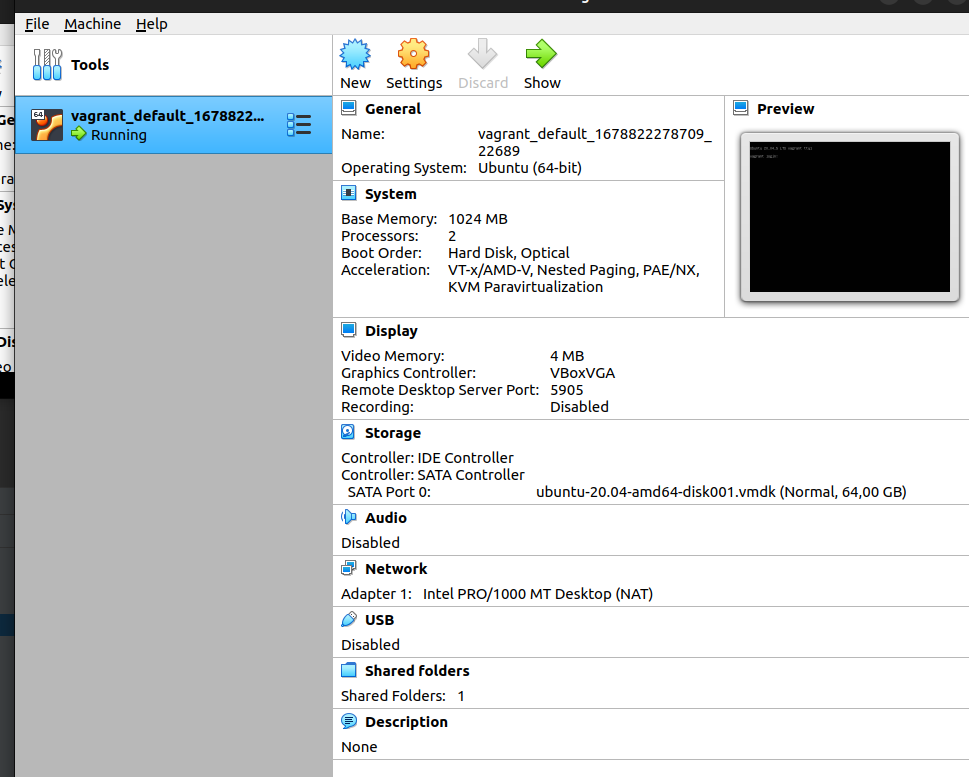 File Machine Help
Tools
New Settings Discard Show
64
vagrant_default_1678822...
Running
General
Name: vagrant_default_1678822278709_
22689
Operating System: Ubuntu (64-bit)
Preview
System
Base Memory: 1024 MB
Processors: 2
Boot Order: Hard Disk, Optical
Acceleration: VT-x/AMD-V, Nested Paging, PAE/NX,
KVM Paravirtualization
Display
Video Memory: 4 MB
Graphics Controller: VBoxVGA
Remote Desktop Server Port: 5905
Recording: Disabled
Storage
Controller: IDE Controller
Controller: SATA Controller
SATA Port 0: ubuntu-20.04-amd64-disk001.vmdk (Normal, 64,00 GB)
Audio
Disabled
Network
Adapter 1: Intel PRO/1000 MT Desktop (NAT)
USB
Disabled
Shared folders
Shared Folders: 1
Description
None